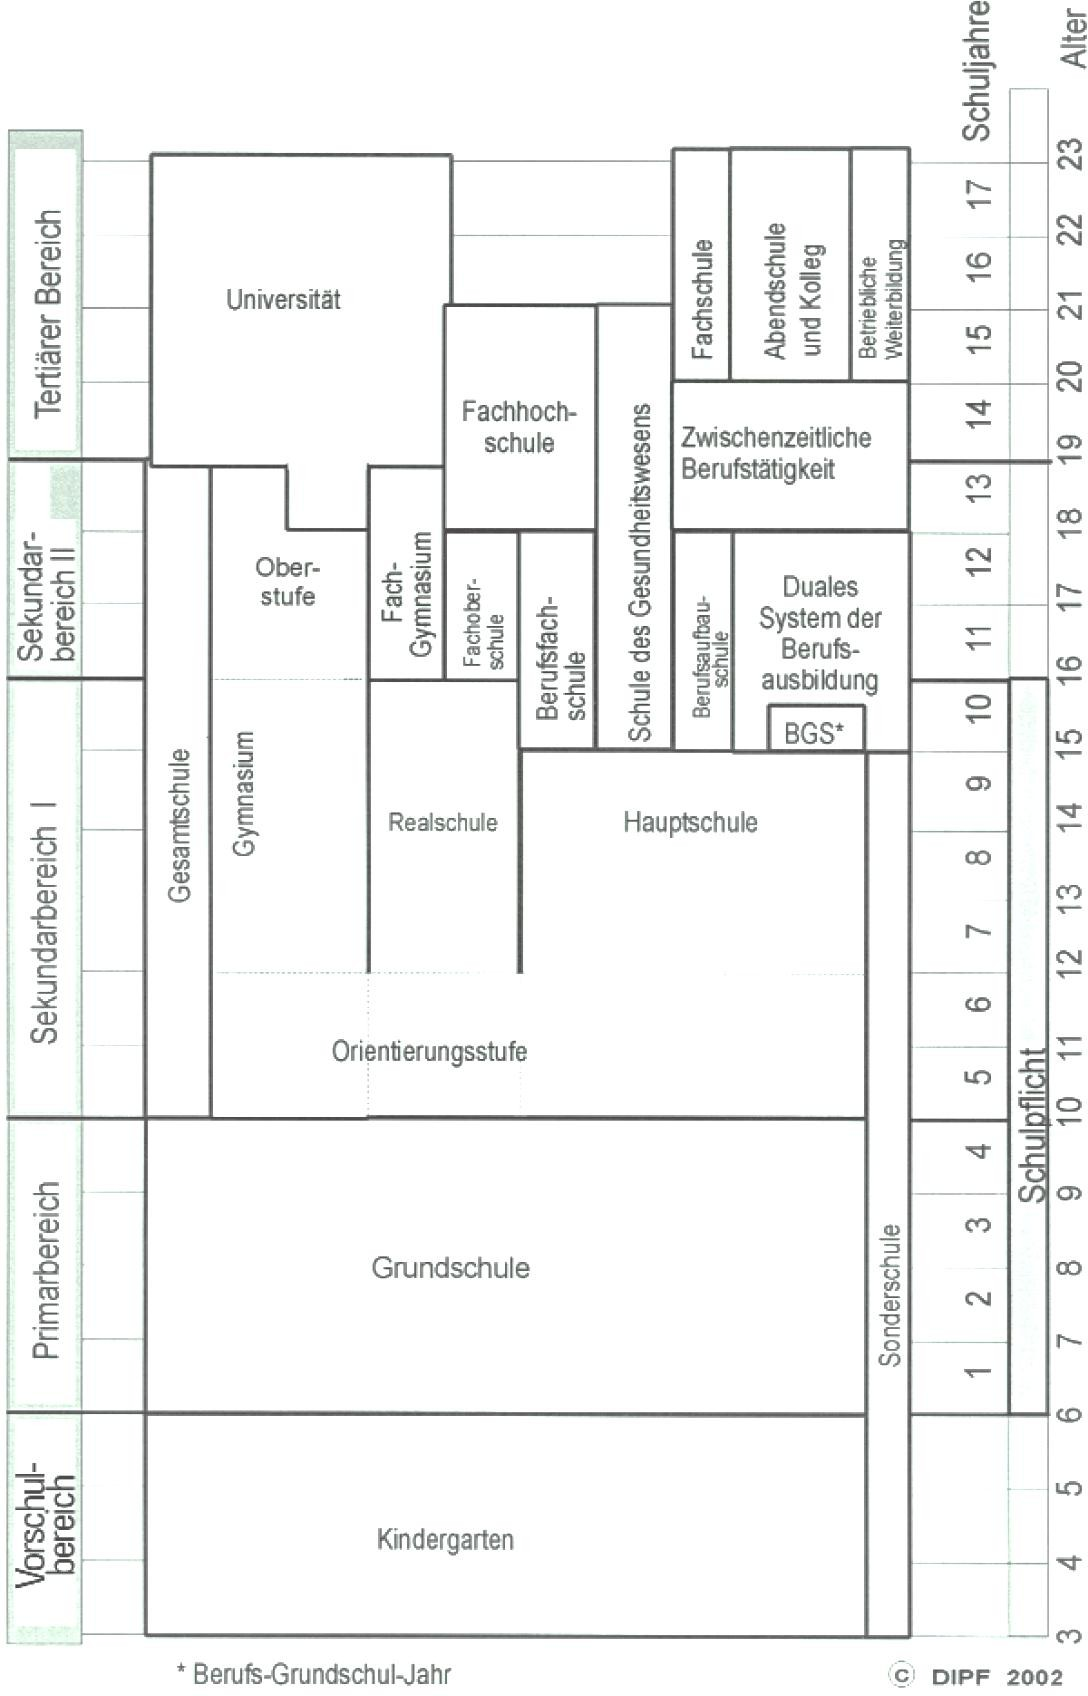 Schuljahre
Alter
Tertiärer Bereich
Universität
Fachhoch-
schule
Schule des Gesundheitswesens
Fachschule
Abendschule
und Kolleg
Betriebliche
Weiterbildung
Zwischenzeitliche
Berufstätigkeit
17
16
15
14
23
22
21
20
19
Sekundar-
bereich II
Ober-
stufe
Fach-
Gymnasium
Fachober-
schule
Berufsfach-
schule
Berufsaufbau-
schule
Duales
System der
Berufs-
ausbildung
BGS*
13
12
11
18
17
16
Sekundarbereich I
Gesamtschule
Gymnasium
Realschule
Hauptschule
Orientierungsstufe
10
9
8
7
6
5
15
14
13
12
11
10
Schulpflicht
Primarbereich
Grundschule
Sonderschule
4
3
2
1
9
8
7
6
Vorschul-
bereich
Kindergarten
5
4
3
* Berufs-Grundschul-Jahr
© DIPF 2002